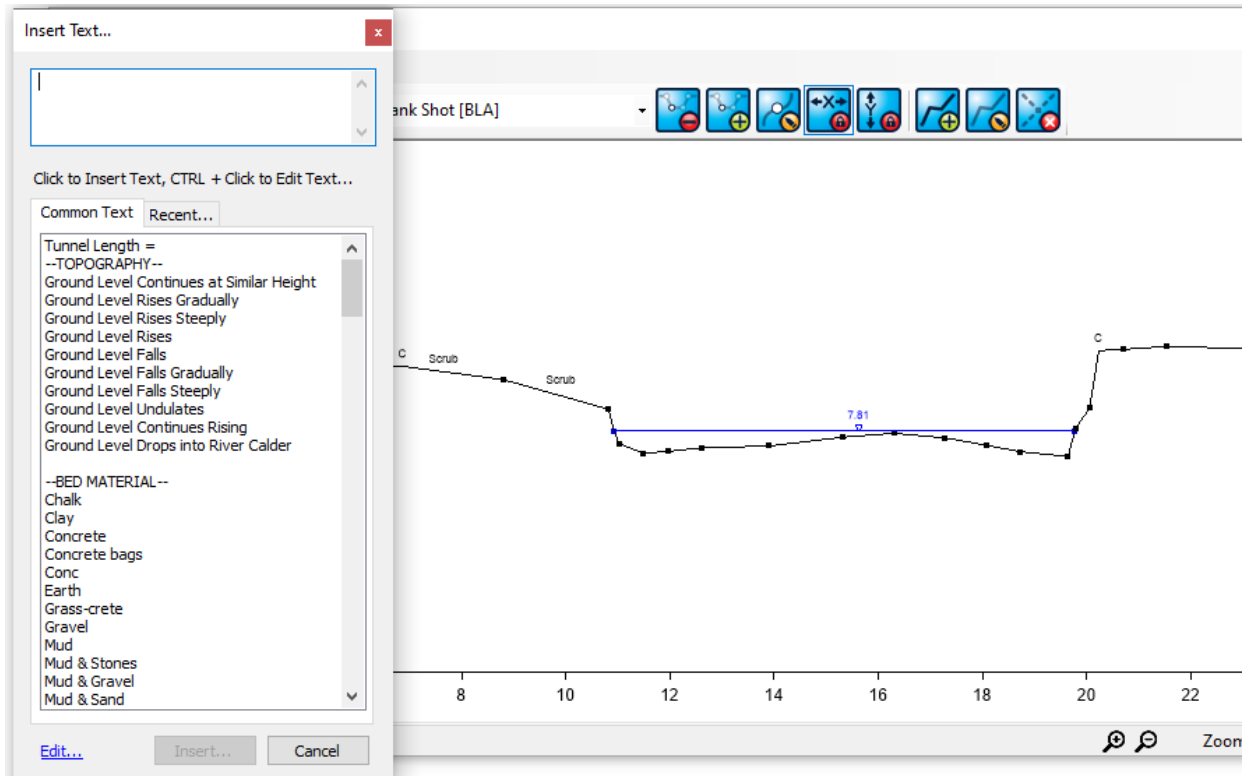 Insert Text...
x
ank Shot [BLA]
X
Y
Click to Insert Text, CTRL + Click to Edit Text...
Common Text
Recent...
Tunnel Length =
--TOPOGRAPHY--
Ground Level Continues at Similar Height
Ground Level Rises Gradually
Ground Level Rises Steeply
Ground Level Rises
Ground Level Falls
Ground Level Falls Gradually
Ground Level Falls Steeply
Ground Level Undulates
Ground Level Continues Rising
Ground Level Drops into River Calder
--BED MATERIAL--
Chalk
Clay
Concrete
Concrete bags
Conc
Earth
Grass-crete
Gravel
Mud
Mud & Stones
Mud & Gravel
Mud & Sand
Edit...
Insert...
Cancel
C
Scrub
Scrub
7.81
C
8 10 12 14 16 18 20 22
Zoom